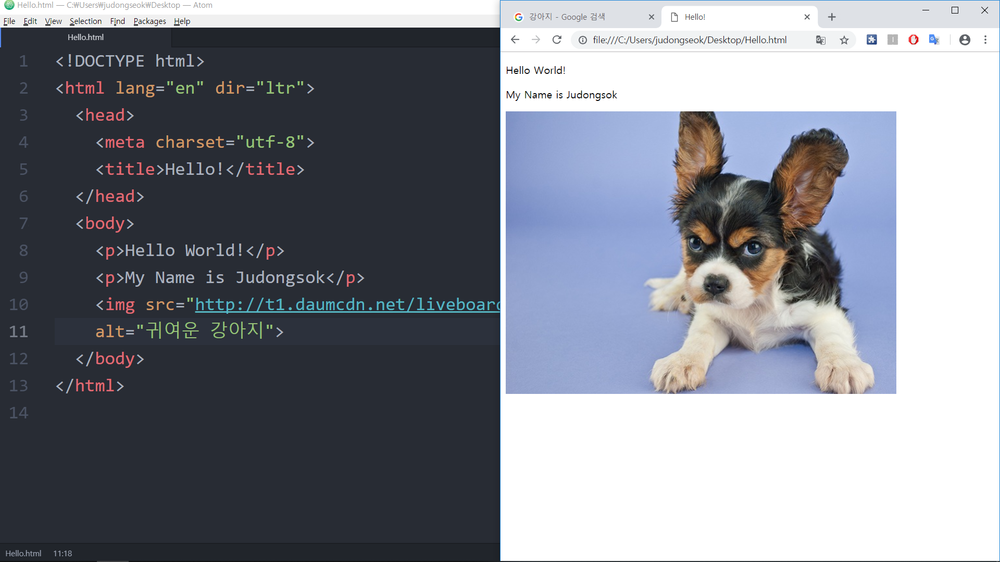 Hello.html — C:₩Users₩judongseok₩Desktop — Atom
File Edit View Selection Find Packages Help
Hello.html
1 <!DOCTYPE html>
2 <html lang="en" dir="ltr">
3 <head>
4 <meta charset="utf-8">
5 <title>Hello!</title>
6 </head>
7 <body>
8 <p>Hello World!</p>
9 <p>My Name is Judongsok</p>
10 <img src="http://t1.daumcdn.net/liveboard
11 alt="귀여운 강아지">
12 </body>
13 </html>
14
Hello.html 11:18
강아지 - Google 검색
Hello!
file:///C:/Users/judongseok/Desktop/Hello.html
Hello World!
My Name is Judongsok